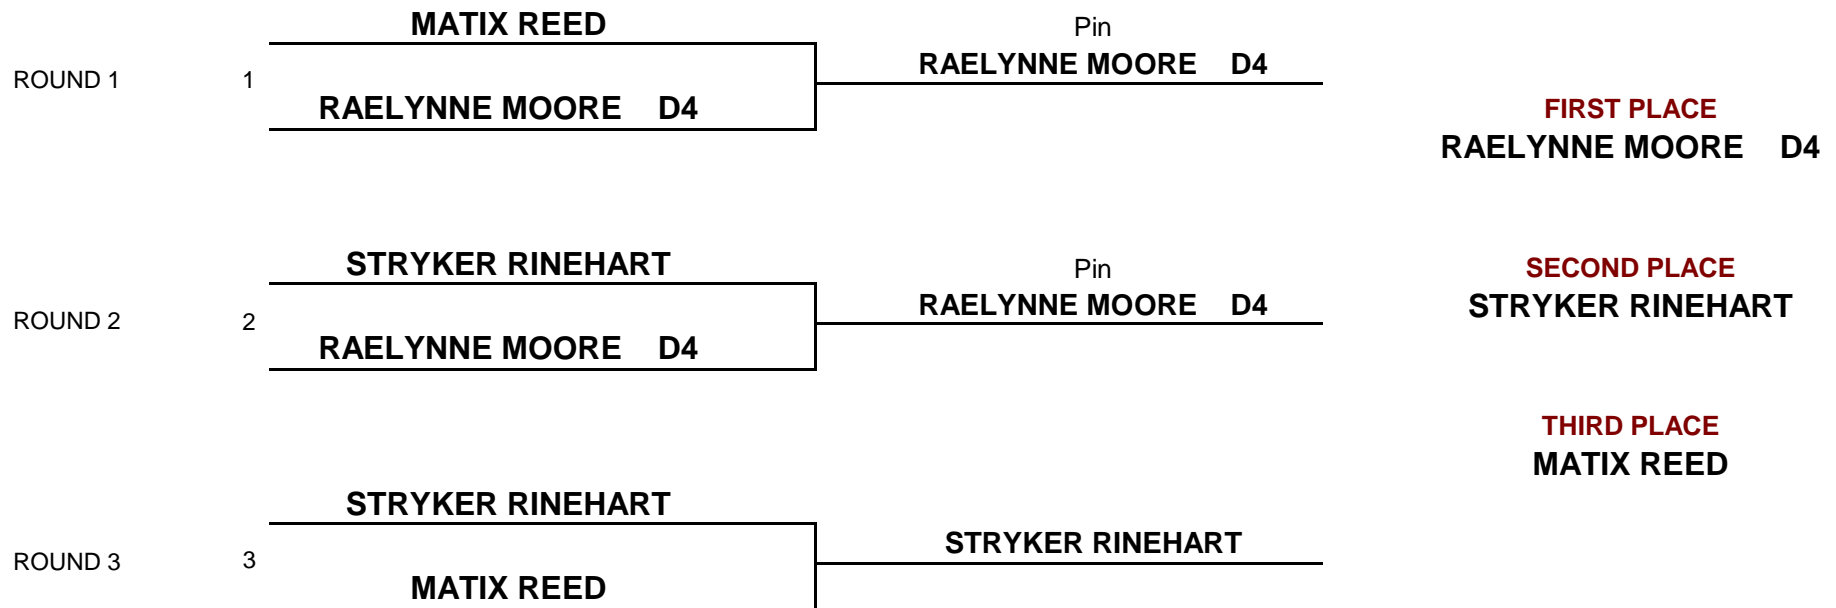 MATIX REED
Pin
ROUND 1
1
RAELYNNE MOORE D4
RAELYNNE MOORE D4
FIRST PLACE
RAELYNNE MOORE D4
STRYKER RINEHART
Pin
SECOND PLACE
ROUND 2
2
RAELYNNE MOORE D4
STRYKER RINEHART
RAELYNNE MOORE D4
THIRD PLACE
MATIX REED
STRYKER RINEHART
ROUND 3
3
STRYKER RINEHART
MATIX REED